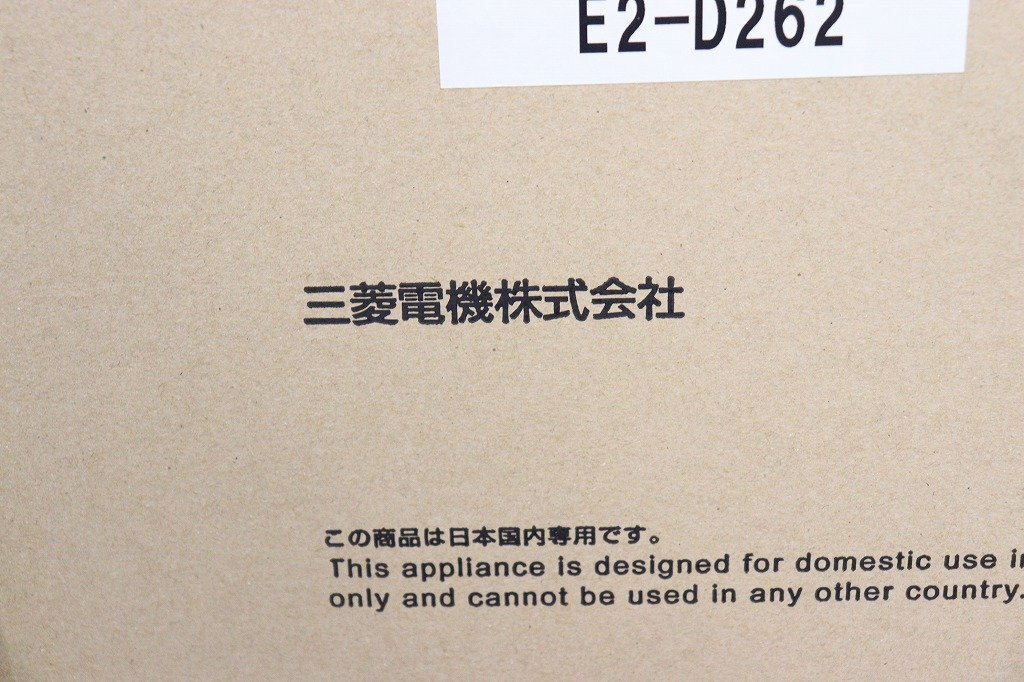 E2-D262
三菱電機株式会社
この商品は日本国内専用です。
This appliance is designed for domestic use
only and cannot be used in any other country.